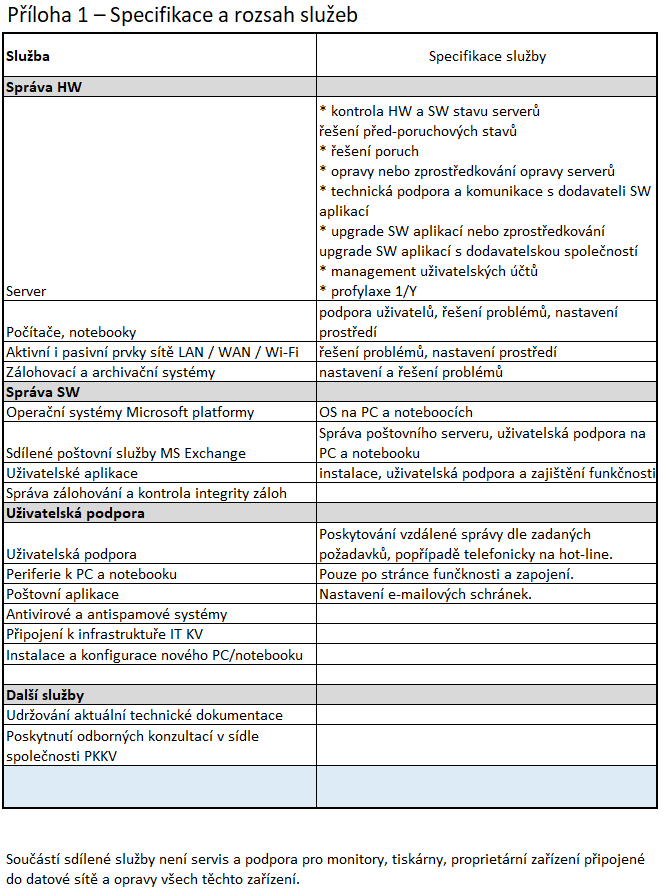 Příloha 1 – Specifikace a rozsah služeb
Služba
Specifikace služby
Správa HW
Server
* kontrola HW a SW stavu serverů
řešení před-poruchových stavů
* řešení poruch
* opravy nebo zprostředkování opravy serverů
* technická podpora a komunikace s dodavateli SW
aplikací
* upgrade SW aplikací nebo zprostředkování
upgrade SW aplikací s dodavatelskou společností
* management uživatelských účtů
* profylaxe 1/Y
Počítače, notebooky
podpora uživatelů, řešení problémů, nastavení
prostředí
Aktivní i pasivní prvky sítě LAN / WAN / Wi-Fi
řešení problémů, nastavení prostředí
Zálohovací a archivační systémy
nastavení a řešení problémů
Správa SW
Operační systémy Microsoft platformy
OS na PC a noteboocích
Sdílené poštovní služby MS Exchange
Správa poštovního serveru, uživatelská podpora na
PC a notebooku
Uživatelské aplikace
instalace, uživatelská podpora a zajištění funkčnosti
Správa zálohování a kontrola integrity záloh
Uživatelská podpora
Uživatelská podpora
Poskytování vzdálené správy dle zadaných
požadavků, popřípadě telefonicky na hot-line.
Periferie k PC a notebooku
Pouze po stránce funčknosti a zapojení.
Poštovní aplikace
Nastavení e-mailových schránek.
Antivirové a antispamové systémy
Připojení k infrastruktuře IT KV
Instalace a konfigurace nového PC/notebooku
Další služby
Udržování aktuální technické dokumentace
Poskytnutí odborných konzultací v sídle
společnosti PKKV
Součástí sdílené služby není servis a podpora pro monitory, tiskárny, proprietární zařízení připojené
do datové sítě a opravy všech těchto zařízení.